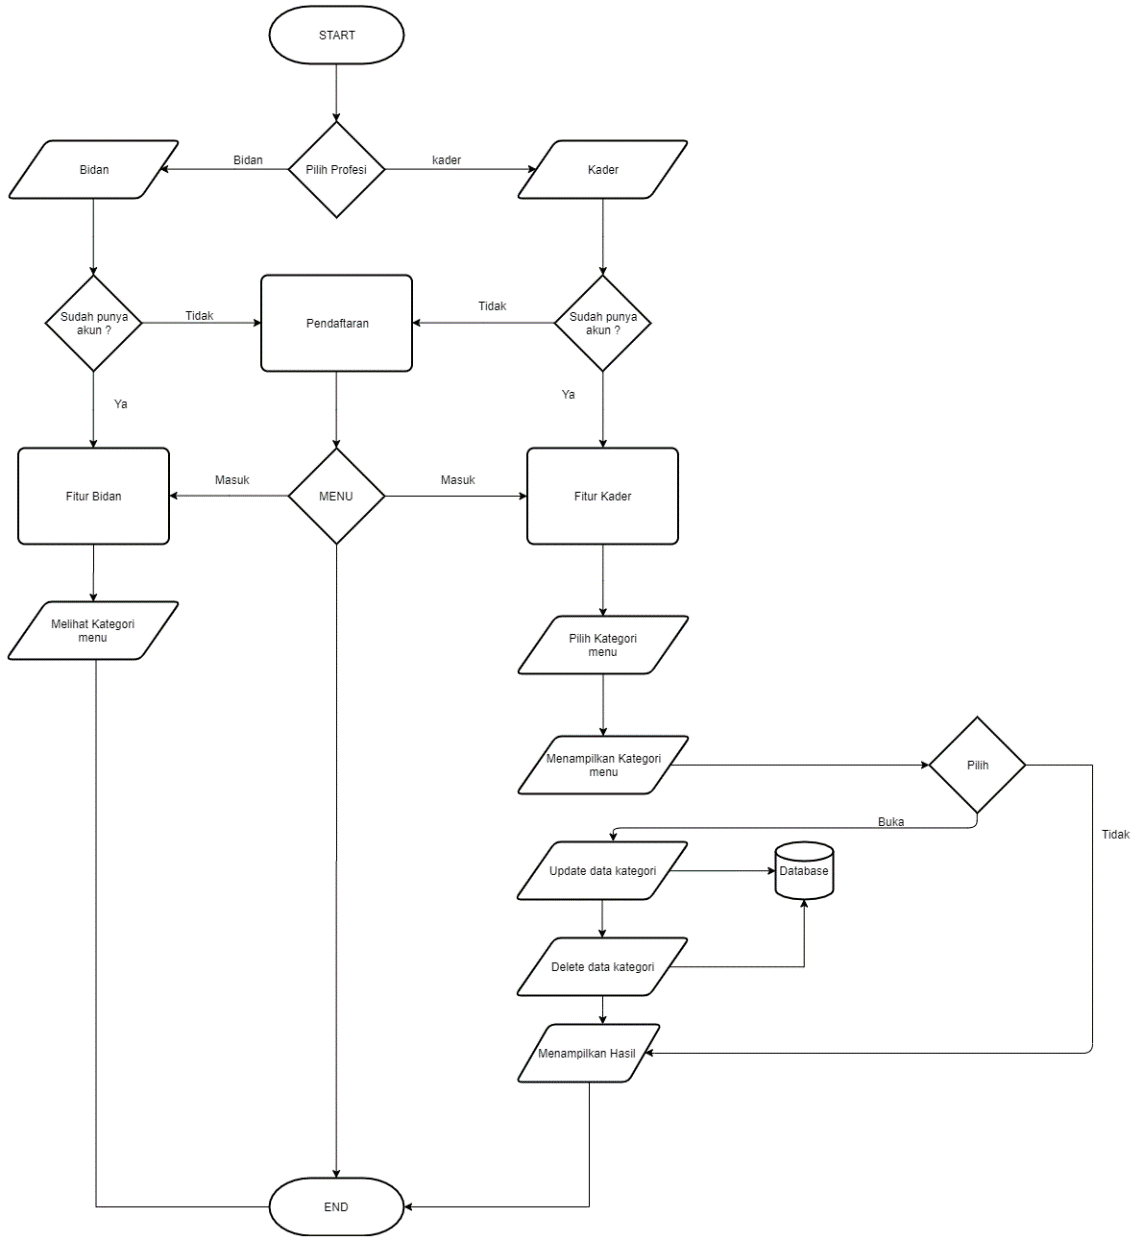 START
Bidan
Bidan
Pilih Profesi
kader
Kader
Sudah punya
akun ?
Tidak
Pendaftaran
Tidak
Sudah punya
akun ?
Ya
Ya
Fitur Bidan
Masuk
MENU
Masuk
Fitur Kader
Melihat Kategori
menu
Pilih Kategori
menu
Menampilkan Kategori
menu
Pilih
Buka
Tidak
Update data kategori
Database
Delete data kategori
Menampilkan Hasil
END